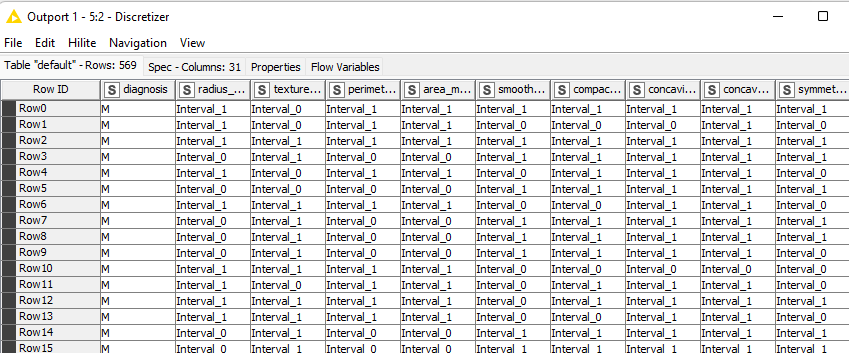 Outport 1 - 5:2 - Discretizer
File Edit Hilite Navigation View
Table "default" - Rows: 569 Spec - Columns: 31 Properties Flow Variables
Row ID S diagnosis S radius_... S texture... S perimet... S area_m... S smooth... S compac... S concavi... S concav... S symmet...
Row0 M Interval_1 Interval_0 Interval_1 Interval_1 Interval_1 Interval_1 Interval_1 Interval_1 Interval_1
Row1 M Interval_1 Interval_1 Interval_1 Interval_1 Interval_0 Interval_0 Interval_0 Interval_1 Interval_0
Row2 M Interval_1 Interval_1 Interval_1 Interval_1 Interval_1 Interval_1 Interval_1 Interval_1 Interval_1
Row3 M Interval_0 Interval_1 Interval_0 Interval_0 Interval_1 Interval_1 Interval_1 Interval_1 Interval_1
Row4 M Interval_1 Interval_0 Interval_1 Interval_1 Interval_0 Interval_1 Interval_1 Interval_1 Interval_0
Row5 M Interval_0 Interval_0 Interval_0 Interval_0 Interval_1 Interval_1 Interval_1 Interval_1 Interval_1
Row6 M Interval_1 Interval_1 Interval_1 Interval_1 Interval_0 Interval_0 Interval_1 Interval_1 Interval_0
Row7 M Interval_0 Interval_1 Interval_1 Interval_0 Interval_1 Interval_1 Interval_1 Interval_1 Interval_1
Row8 M Interval_0 Interval_1 Interval_0 Interval_0 Interval_1 Interval_1 Interval_1 Interval_1 Interval_1
Row9 M Interval_0 Interval_1 Interval_0 Interval_0 Interval_1 Interval_1 Interval_1 Interval_1 Interval_1
Row10 M Interval_1 Interval_1 Interval_1 Interval_1 Interval_0 Interval_0 Interval_0 Interval_0 Interval_0
Row11 M Interval_1 Interval_0 Interval_1 Interval_1 Interval_1 Interval_1 Interval_1 Interval_1 Interval_0
Row12 M Interval_1 Interval_1 Interval_1 Interval_1 Interval_1 Interval_1 Interval_1 Interval_1 Interval_1
Row13 M Interval_1 Interval_1 Interval_1 Interval_1 Interval_0 Interval_0 Interval_1 Interval_1 Interval_0
Row14 M Interval_0 Interval_1 Interval_0 Interval_0 Interval_1 Interval_1 Interval_1 Interval_1 Interval_0
Row15 M Interval_0 Interval_1 Interval_0 Interval_0 Interval_1 Interval_1 Interval_1 Interval_1 Interval_1